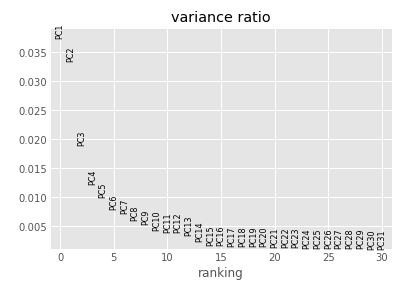 variance ratio
0.035
0.030
0.025
0.020
0.015
0.010
0.005
PC1
PC2
PC3
PC4
PC5
PC6
PC7
PC8
PC9
PC10
PC11
PC12
PC13
PC14
PC15
PC16
PC17
PC18
PC19
PC20
PC21
PC22
PC23
PC24
PC25
PC26
PC27
PC28
PC29
PC30
PC31
0 5 10 15 20 25 30
ranking